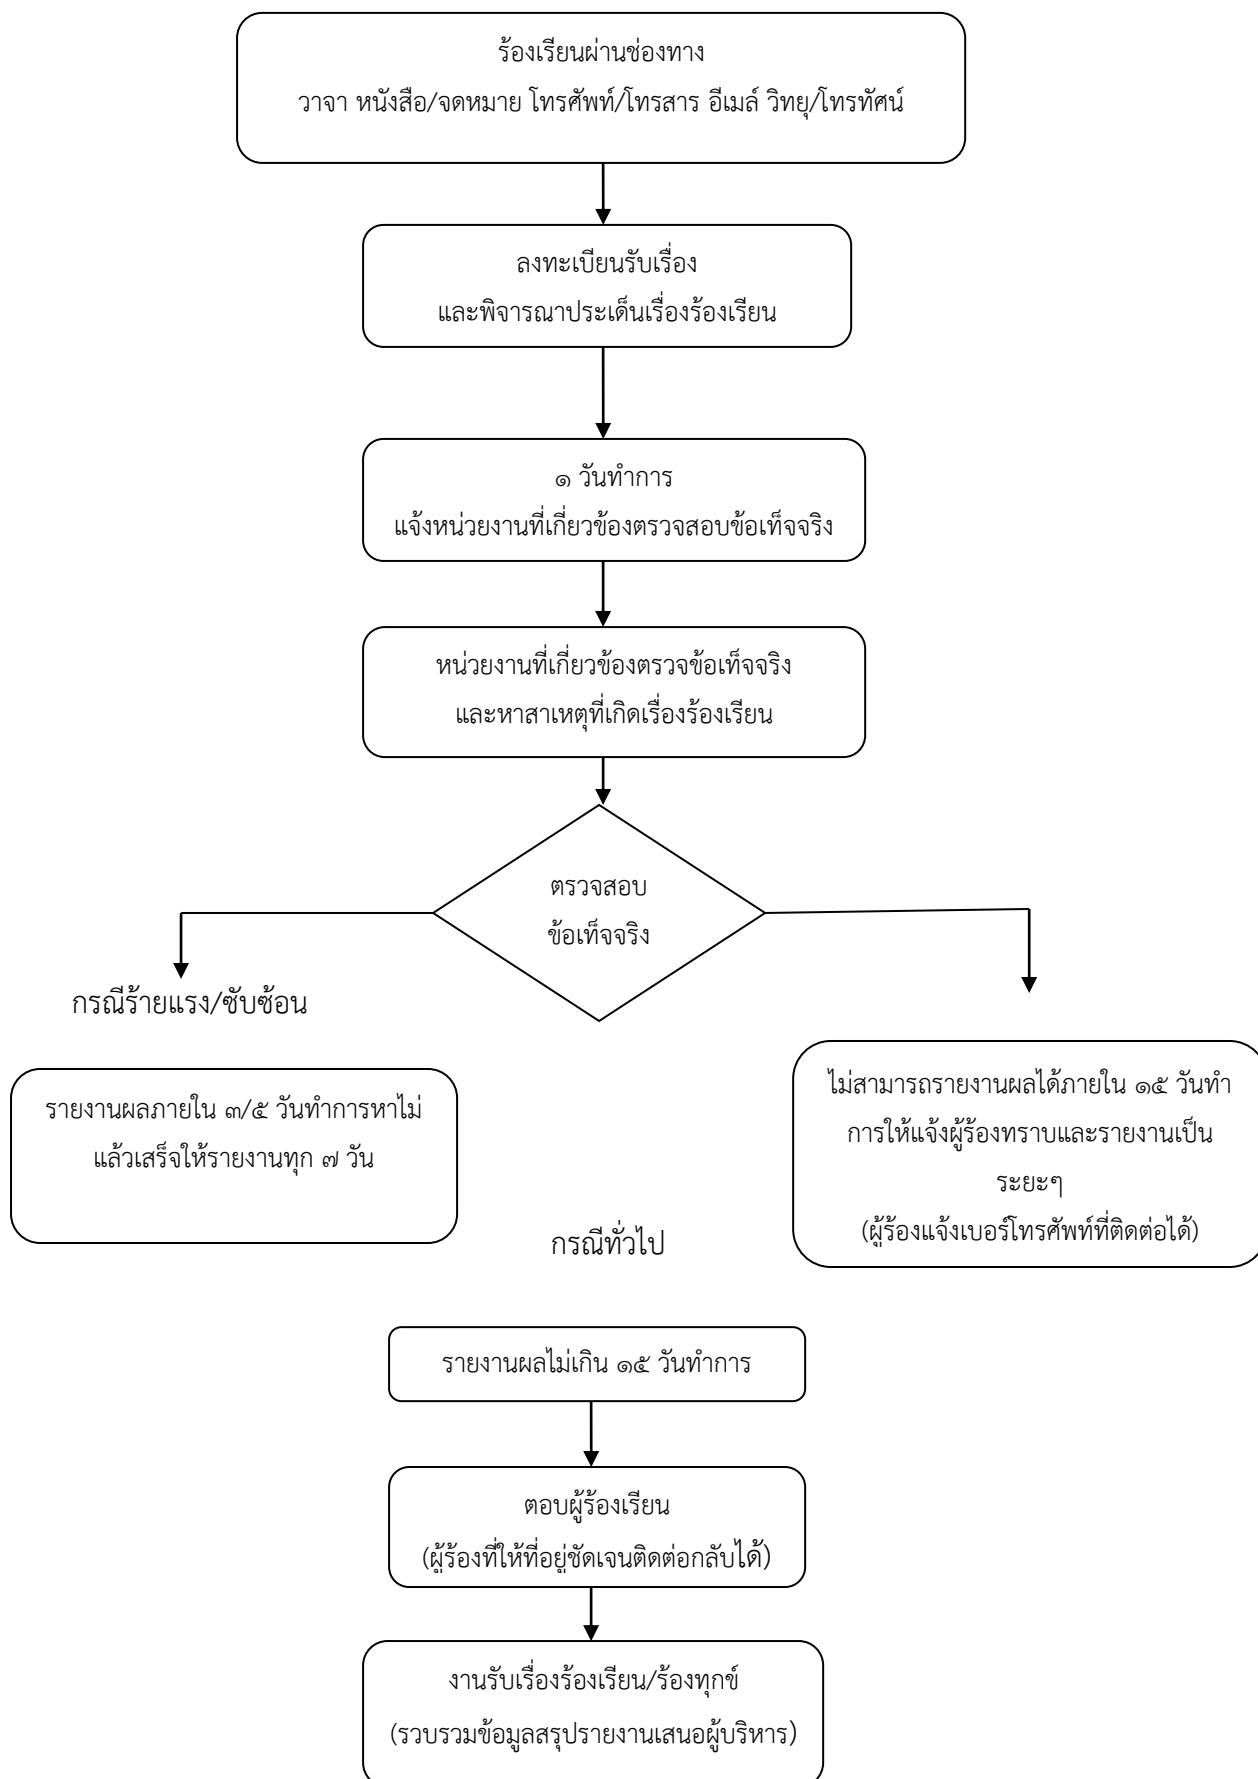 ร้องเรียนผ่านช่องทาง
วาจา หนังสือ/จดหมาย โทรศัพท์/โทรสาร อีเมล์ วิทยุ/โทรทัศน์
ลงทะเบียนรับเรื่อง
และพิจารณาประเด็นเรื่องร้องเรียน
๑ วันทำการ
แจ้งหน่วยงานที่เกี่ยวข้องตรวจสอบข้อเท็จจริง
หน่วยงานที่เกี่ยวข้องตรวจข้อเท็จจริง
และหาสาเหตุที่เกิดเรื่องร้องเรียน
ตรวจสอบ
ข้อเท็จจริง
กรณีร้ายแรง/ซับซ้อน
รายงานผลภายใน ๓/๕ วันทำการหาไม่
แล้วเสร็จให้รายงานทุก ๗ วัน
ไม่สามารถรายงานผลได้ภายใน ๑๕ วันทำ
การให้แจ้งผู้ร้องทราบและรายงานเป็น
ระยะๆ
(ผู้ร้องแจ้งเบอร์โทรศัพท์ที่ติดต่อได้)
กรณีทั่วไป
รายงานผลไม่เกิน ๑๕ วันทำการ
ตอบผู้ร้องเรียน
(ผู้ร้องที่ให้ที่อยู่ชัดเจนติดต่อกลับได้)
งานรับเรื่องร้องเรียน/ร้องทุกข์
(รวบรวมข้อมูลสรุปรายงานเสนอผู้บริหาร)